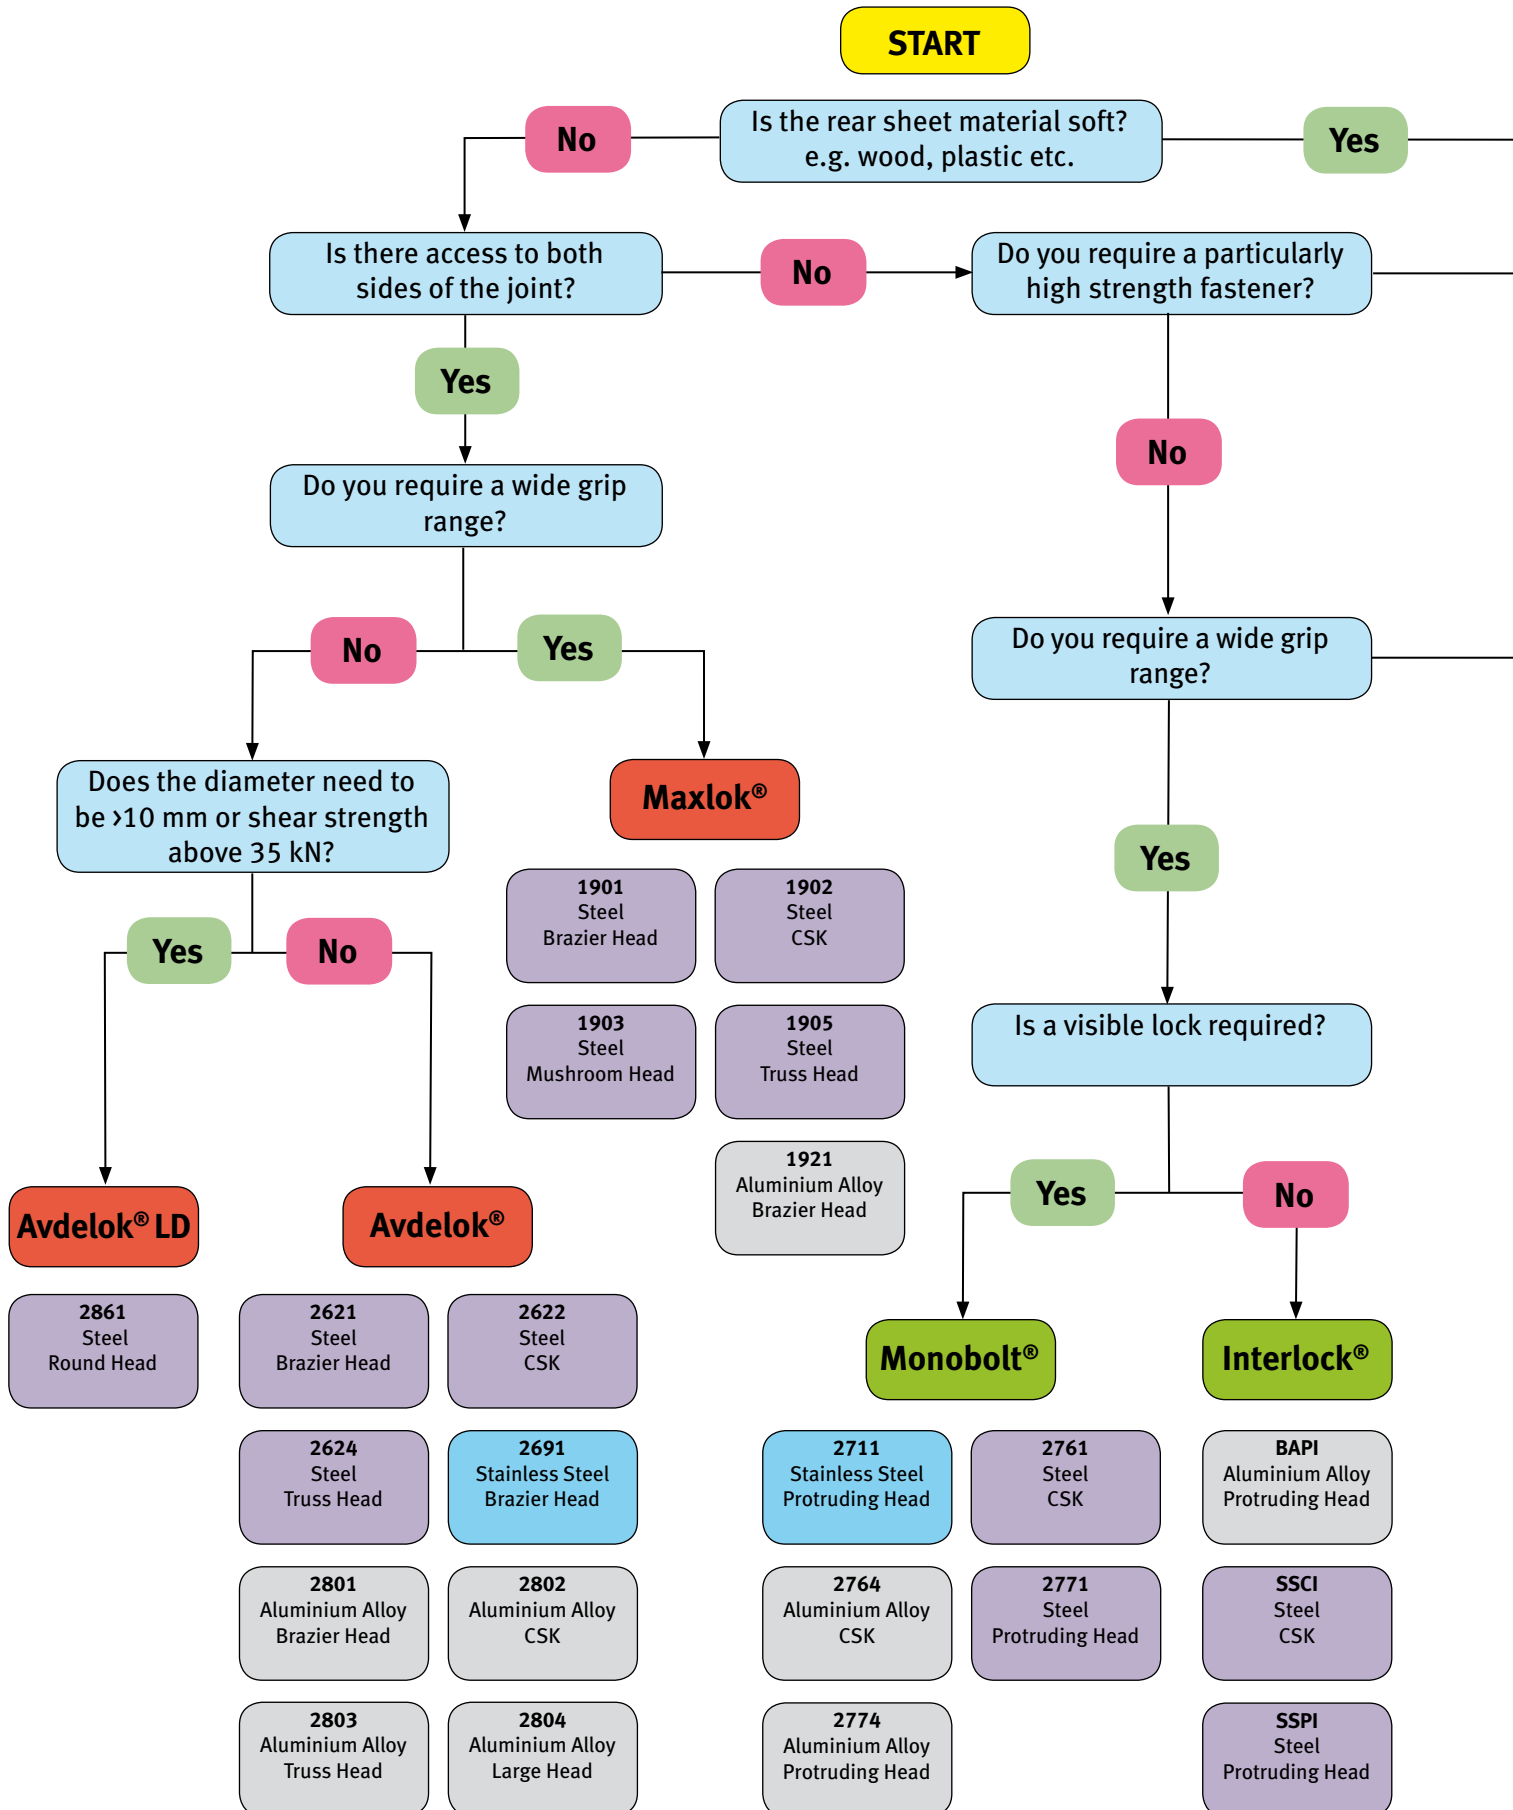 START
No
Is the rear sheet material soft?
e.g. wood, plastic etc.
Yes
Is there access to both
sides of the joint?
No
Do you require a particularly
high strength fastener?
Yes
No
Do you require a wide grip
range?
No
Yes
Do you require a wide grip
range?
Does the diameter need to
be >10 mm or shear strength
above 35 kN?
Maxlok®
Yes
1901
Steel
Brazier Head
1902
Steel
CSK
Yes
No
1903
Steel
Mushroom Head
1905
Steel
Truss Head
Is a visible lock required?
1921
Aluminium Alloy
Brazier Head
Yes
No
Avdelok® LD
Avdelok®
2861
Steel
Round Head
2621
Steel
Brazier Head
2622
Steel
CSK
Monobolt®
Interlock®
2624
Steel
Truss Head
2691
Stainless Steel
Brazier Head
2711
Stainless Steel
Protruding Head
2761
Steel
CSK
BAPI
Aluminium Alloy
Protruding Head
2801
Aluminium Alloy
Brazier Head
2802
Aluminium Alloy
CSK
2764
Aluminium Alloy
CSK
2771
Steel
Protruding Head
SSCI
Steel
CSK
2803
Aluminium Alloy
Truss Head
2804
Aluminium Alloy
Large Head
2774
Aluminium Alloy
Protruding Head
SSPI
Steel
Protruding Head